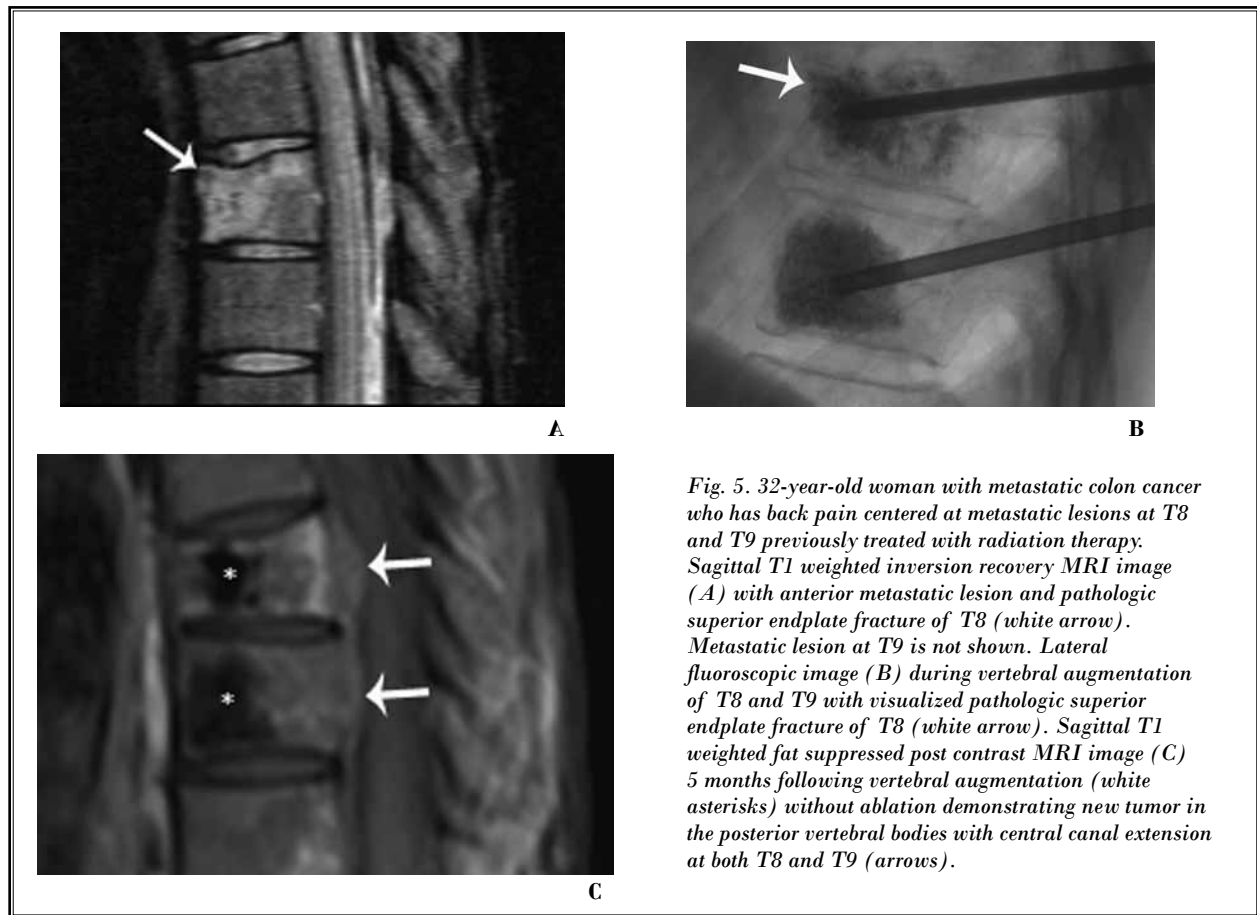 A
B
*
*
C
Fig. 5. 32-year-old woman with metastatic colon cancer
who has back pain centered at metastatic lesions at T8
and T9 previously treated with radiation therapy.
Sagittal T1 weighted inversion recovery MRI image
(A) with anterior metastatic lesion and pathologic
superior endplate fracture of T8 (white arrow).
Metastatic lesion at T9 is not shown. Lateral
fluoroscopic image (B) during vertebral augmentation
of T8 and T9 with visualized pathologic superior
endplate fracture of T8 (white arrow). Sagittal T1
weighted fat suppressed post contrast MRI image (C)
5 months following vertebral augmentation (white
asterisks) without ablation demonstrating new tumor in
the posterior vertebral bodies with central canal extension
at both T8 and T9 (arrows).